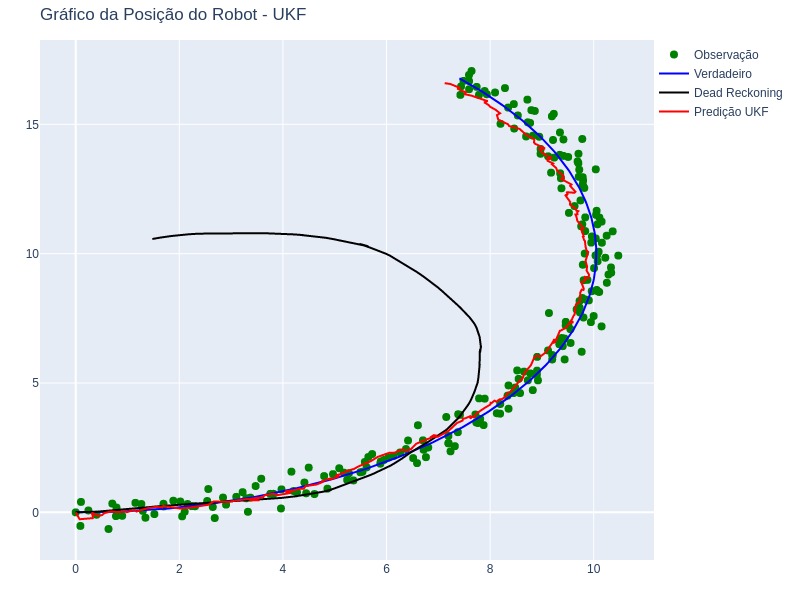 Gráfico da Posição do Robot - UKF
Observação
Verdadeiro
Dead Reckoning
Predição UKF
15
10
5
0
0 2 4 6 8 10